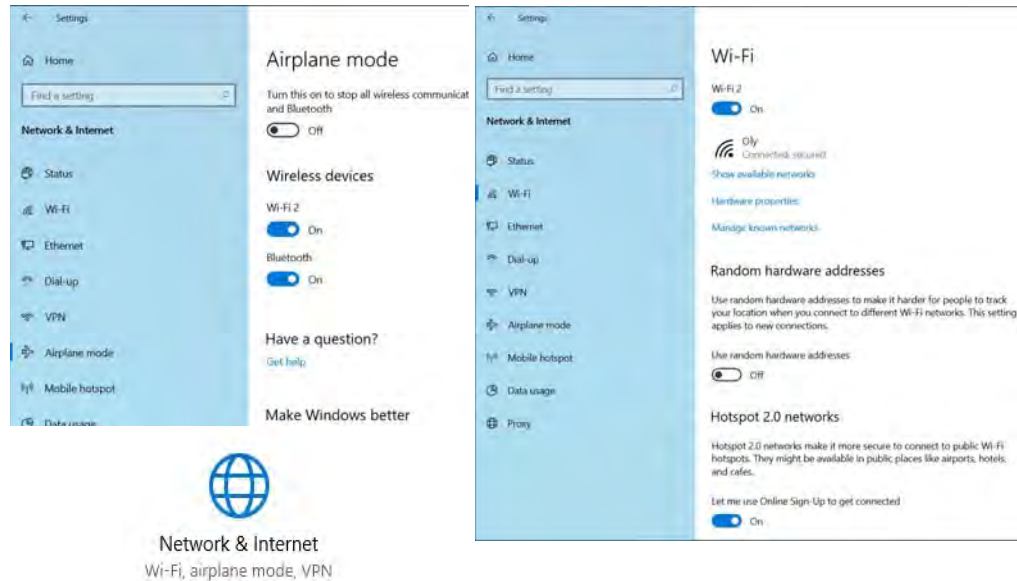 Settings
Home
Find a setting
Network & Internet
Status
Wi-Fi
Ethernet
Dial-up
VPN
Airplane mode
Mobile hotspot
Data usage
Airplane mode
Turn this on to stop all wireless communicat
and Bluetooth
Off
Wireless devices
Wi-Fi 2
On
Bluetooth
On
Have a question?
Get help
Make Windows better
Network & Internet
Wi-Fi, airplane mode, VPN
Settings
Home
Find a setting
Network & Internet
Status
Wi-Fi
Ethernet
Dial-up
VPN
Airplane mode
Mobile hotspot
Data usage
Proxy
Wi-Fi
Wi-Fi 2
On
Oly
Connected, secured
Show available networks
Hardware properties
Manage known networks
Random hardware addresses
Use random hardware addresses to make it harder for people to track
your location when you connect to different Wi-Fi networks. This setting
applies to new connections.
Use random hardware addresses
Off
Hotspot 2.0 networks
Hotspot 2.0 networks make it more secure to connect to public Wi-Fi
hotspots. They might be available in public places like airports, hotels,
and cafes.
Let me use Online Sign-Up to get connected
On